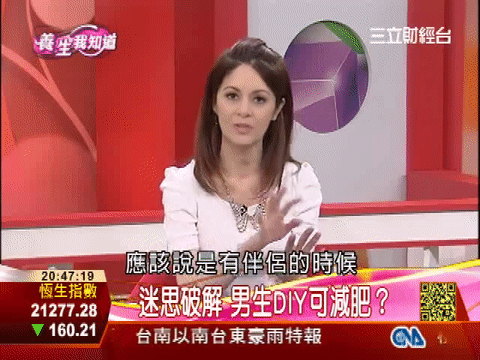 養生我知道
三立財經台
應該說是有伴侶的時候
20:47:19
恆生指數
21277.28
▼160.21
迷思破解 男生DIY可減肥？
台南以南台東豪雨特報
CNA